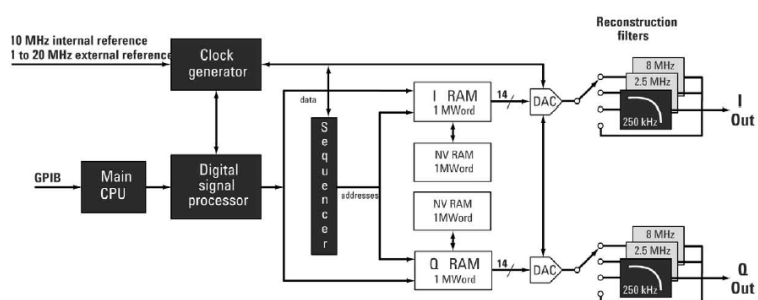 Reconstruction
filters
10 MHz internal reference
1 to 20 MHz external reference
Clock
generator
8 MHz
2.5 MHz
250 kHz
I
Out
data
I RAM
1 MWord
14
DAC
Sequencer
GPIB
Main
CPU
Digital
signal
processor
NV RAM
1MWord
addresses
NV RAM
1MWord
Q RAM
1 MWord
14
DAC
8 MHz
2.5 MHz
250 kHz
Q
Out